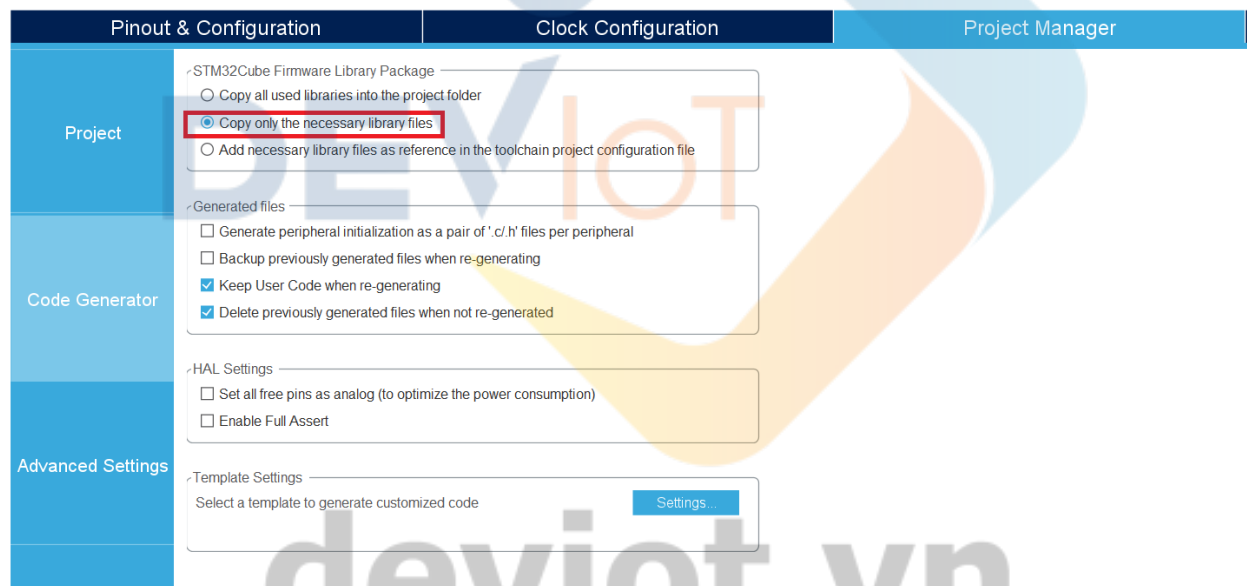 Pinout & Configuration
Clock Configuration
Project Manager
Project
Code Generator
Advanced Settings
STM32Cube Firmware Library Package
Copy all used libraries into the project folder
Copy only the necessary library files
Add necessary library files as reference in the toolchain project configuration file
Generated files
Generate peripheral initialization as a pair of '.c/.h' files per peripheral
Backup previously generated files when re-generating
Keep User Code when re-generating
Delete previously generated files when not re-generated
HAL Settings
Set all free pins as analog (to optimize the power consumption)
Enable Full Assert
Template Settings
Select a template to generate customized code
Settings...
DEVIoT
deviot.vn